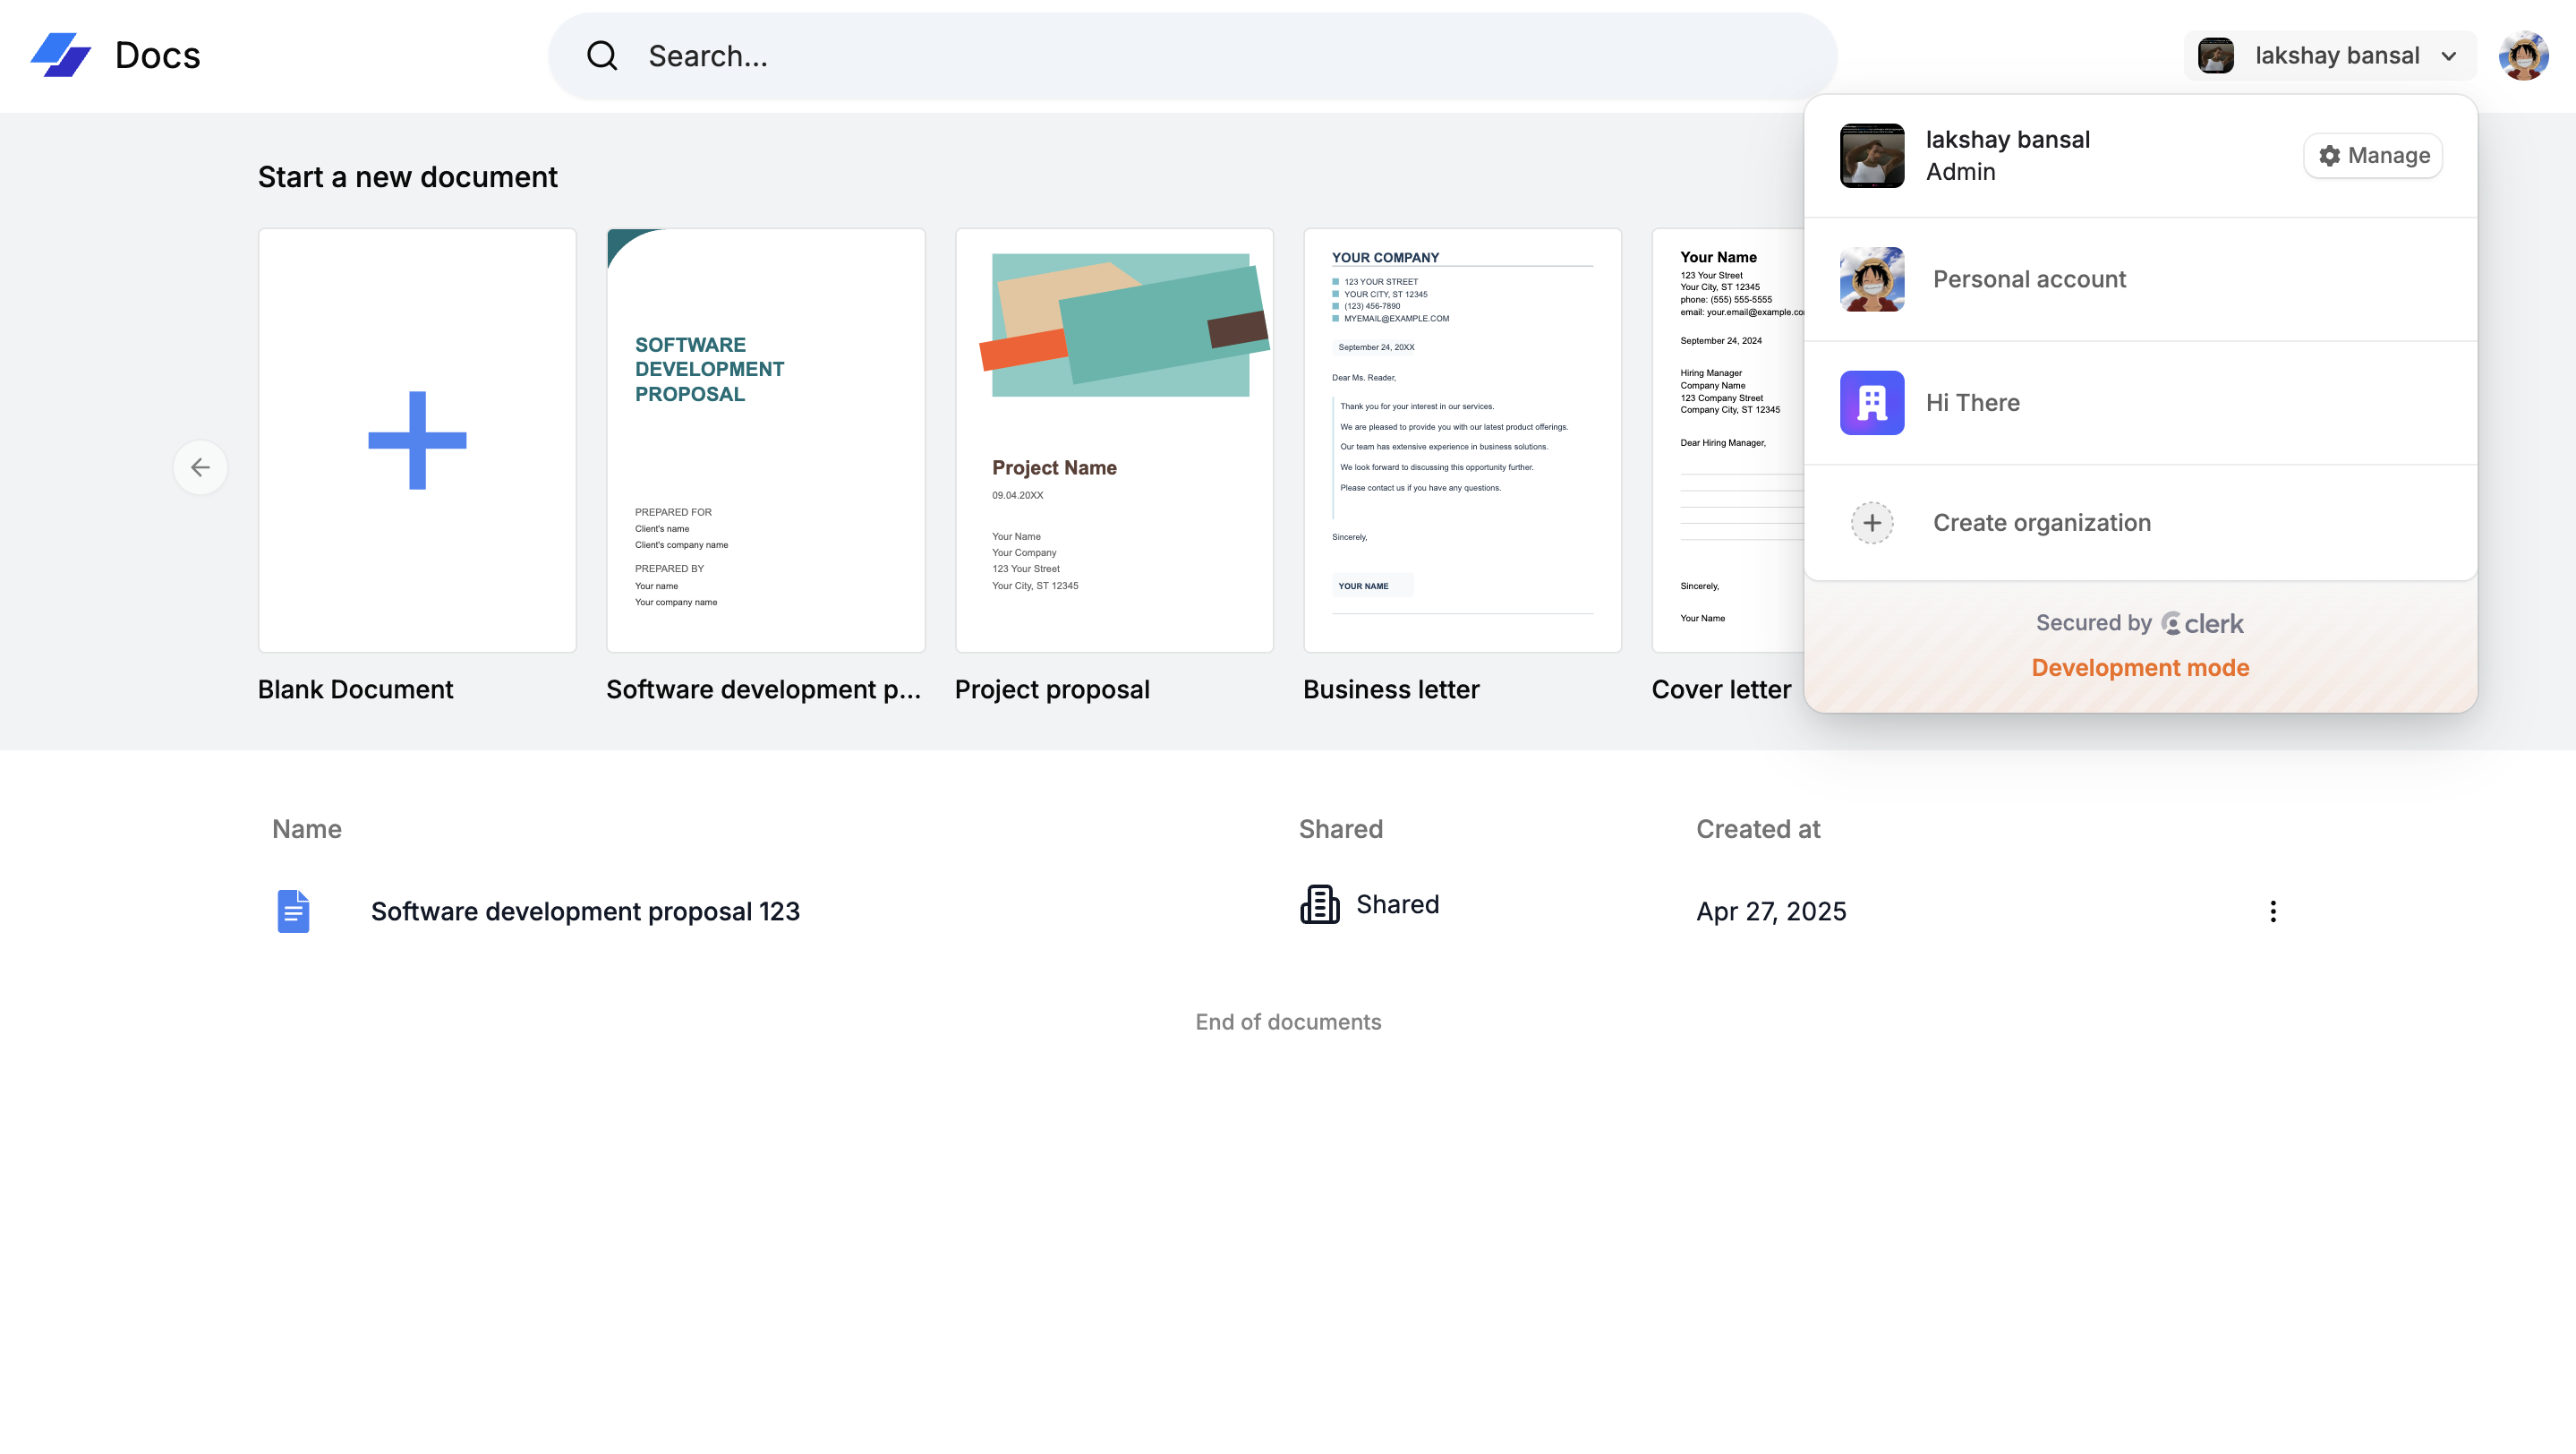 Docs
Search...
lakshay bansal
lakshay bansal
Admin
Manage
Personal account
Hi There
Create organization
Secured by clerk
Development mode
Start a new document
SOFTWARE
DEVELOPMENT
PROPOSAL
PREPARED FOR
Client's name
Client's company name
PREPARED BY
Your name
Your company name
Project Name
09.04.20XX
Your Name
Your Company
123 Your Street
Your City, ST 12345
YOUR COMPANY
123 YOUR STREET
YOUR CITY, ST 12345
(123) 456-7890
MYEMAIL@EXAMPLE.COM
September 24, 20XX
Dear Ms. Reader,
Thank you for your interest in our services.
We are pleased to provide you with our latest product offerings.
Our team has extensive experience in business solutions.
We look forward to discussing this opportunity further.
Please contact us if you have any questions.
Sincerely,
YOUR NAME
Your Name
123 Your Street
Your City, ST 12345
phone: (555) 555-5555
email: your.email@example.co
September 24, 2024
Hiring Manager
Company Name
123 Company Street
Company City, ST 12345
Dear Hiring Manager,
Sincerely,
Your Name
Blank Document
Software development p...
Project proposal
Business letter
Cover letter
Name
Shared
Created at
Software development proposal 123
Shared
Apr 27, 2025
End of documents